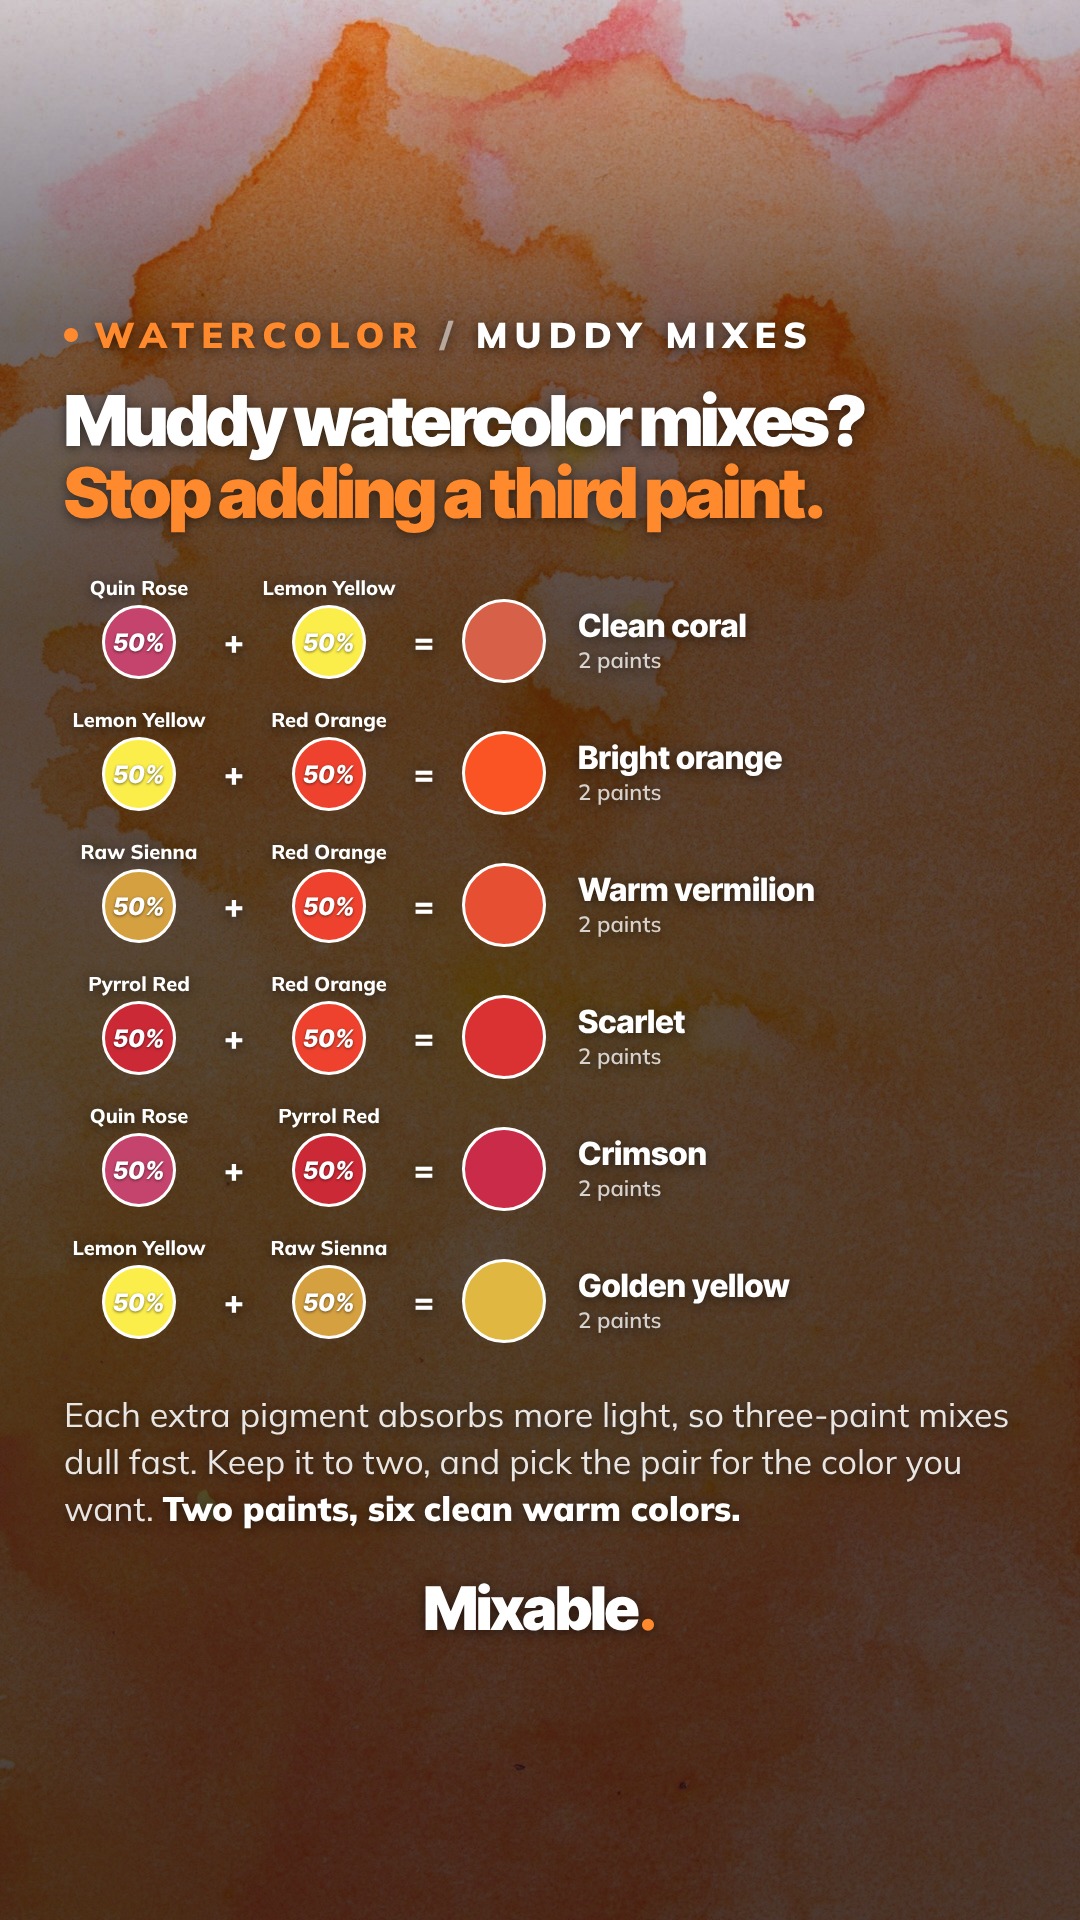 • WATERCOLOR / MUDDY MIXES
Muddy watercolor mixes?
Stop adding a third paint.
Quin Rose Lemon Yellow
50% + 50% = Clean coral
2 paints
Lemon Yellow Red Orange
50% + 50% = Bright orange
2 paints
Raw Sienna Red Orange
50% + 50% = Warm vermilion
2 paints
Pyrrol Red Red Orange
50% + 50% = Scarlet
2 paints
Quin Rose Pyrrol Red
50% + 50% = Crimson
2 paints
Lemon Yellow Raw Sienna
50% + 50% = Golden yellow
2 paints
Each extra pigment absorbs more light, so three-paint mixes
dull fast. Keep it to two, and pick the pair for the color you
want. Two paints, six clean warm colors.
Mixable.